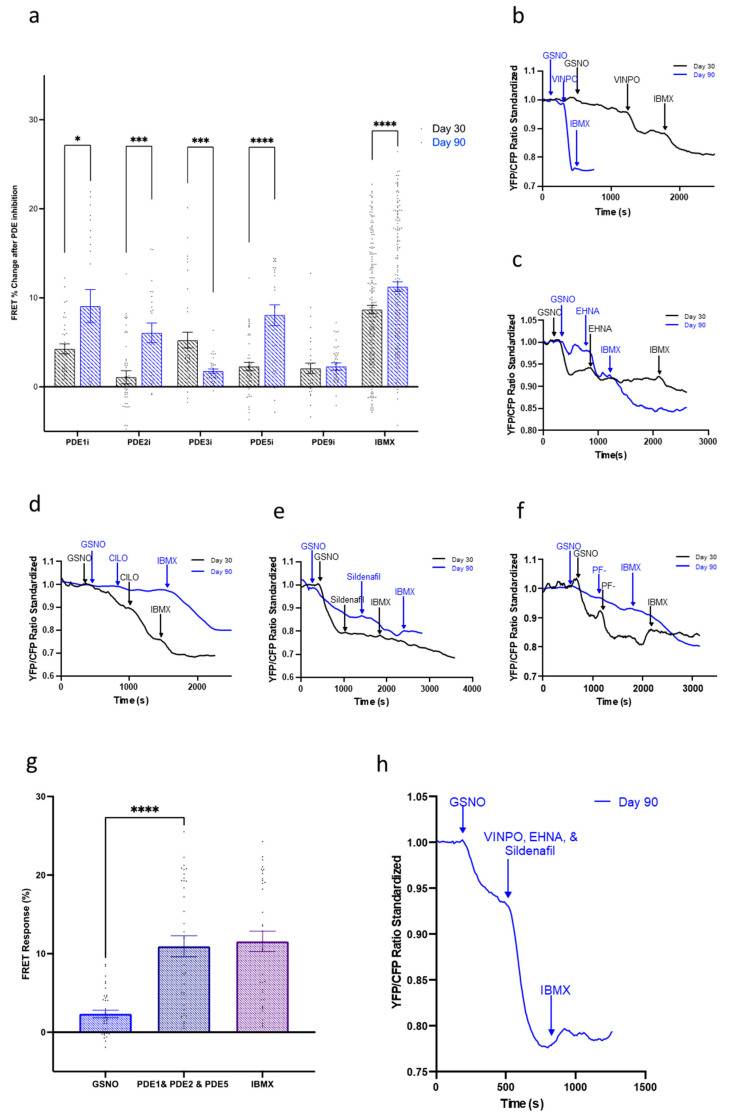 a
FRET % Change after PDE inhibition
30
20
10
0
*
***
***
****
****
Day 30
Day 90
PDE1i
PDE2i
PDE3i
PDE5i
PDE9i
IBMX
b
YFP/CFP Ratio Standardized
1.2
1.1
1.0
0.9
0.8
0.7
GSNO
GSNO
VINPO
VINPO
IBMX
IBMX
Day 30
Day 90
0
1000
2000
Time (s)
c
YFP/CFP Ratio Standardized
1.05
1.00
0.95
0.90
0.85
0.80
GSNO
GSNO
EHNA
EHNA
IBMX
IBMX
Day 30
Day 90
0
1000
2000
3000
Time(s)
d
YFP/CFP Ratio Standardized
1.1
1.0
0.9
0.8
0.7
0.6
GSNO
GSNO
CILO
CILO
IBMX
IBMX
Day 30
Day 90
0
1000
2000
Time (s)
e
YFP/CFP Ratio Standardized
1.1
1.0
0.9
0.8
0.7
0.6
GSNO
GSNO
Sildenafil
Sildenafil
IBMX
IBMX
Day 30
Day 90
0
1000
2000
3000
4000
Time (s)
f
YFP/CFP Ratio Standardized
1.2
1.1
1.0
0.9
0.8
0.7
GSNO
GSNO
PF-
PF-
IBMX
IBMX
Day 30
Day 90
0
1000
2000
3000
Time (s)
g
FRET Response (%)
30
20
10
0
****
GSNO
PDE1& PDE2 & PDE5
IBMX
h
YFP/CFP Ratio Standardized
1.00
0.95
0.90
0.85
0.80
0.75
GSNO
VINPO, EHNA, &
Sildenafil
IBMX
Day 90
0
500
1000
1500
Time (s)